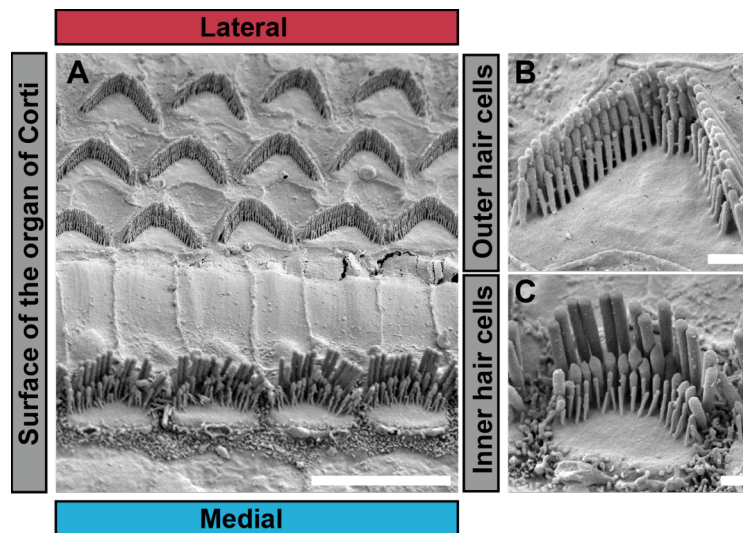 Lateral
Surface of the organ of Corti
A
B
Outer hair cells
C
Inner hair cells
Medial